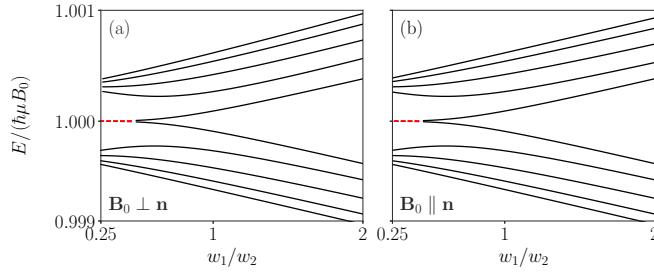 1.001
(a)
(b)
E/(ħμB₀)
1.000
0.999
B₀ ⊥ n
B₀ ∥ n
0.25
1
2
0.25
1
2
w₁/w₂
w₁/w₂